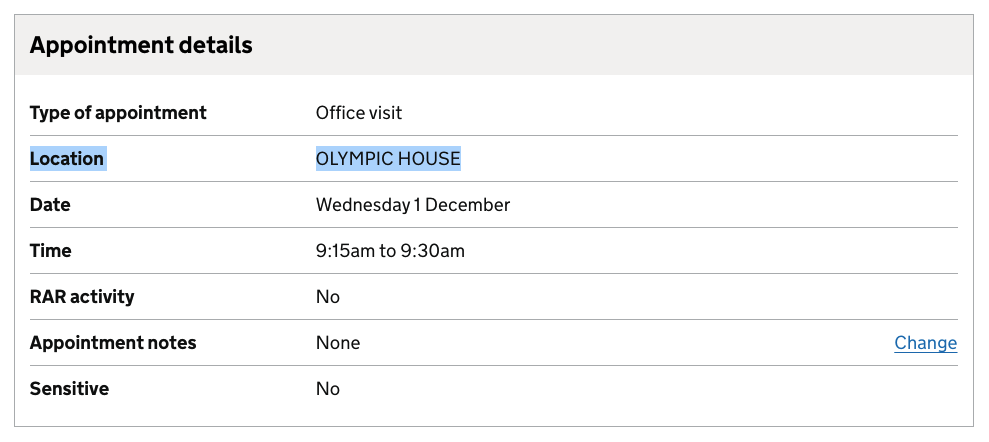 Appointment details
Type of appointment Office visit
Location OLYMPIC HOUSE
Date Wednesday 1 December
Time 9:15am to 9:30am
RAR activity No
Appointment notes None Change
Sensitive No